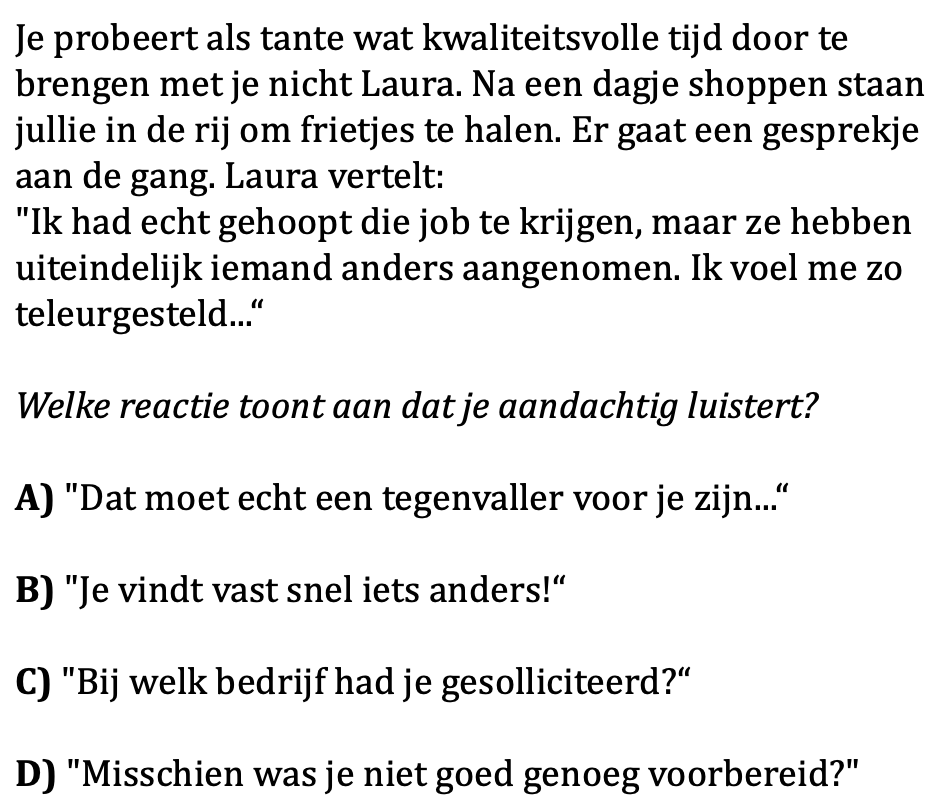 Je probeert als tante wat kwaliteitsvolle tijd door te
brengen met je nicht Laura. Na een dagje shoppen staan
jullie in de rij om frietjes te halen. Er gaat een gesprekje
aan de gang. Laura vertelt:
"Ik had echt gehoopt die job te krijgen, maar ze hebben
uiteindelijk iemand anders aangenomen. Ik voel me zo
teleurgesteld...“
Welke reactie toont aan dat je aandachtig luistert?
A) "Dat moet echt een tegenvaller voor je zijn...“
B) "Je vindt vast snel iets anders!“
C) "Bij welk bedrijf had je gesolliciteerd?“
D) "Misschien was je niet goed genoeg voorbereid?"